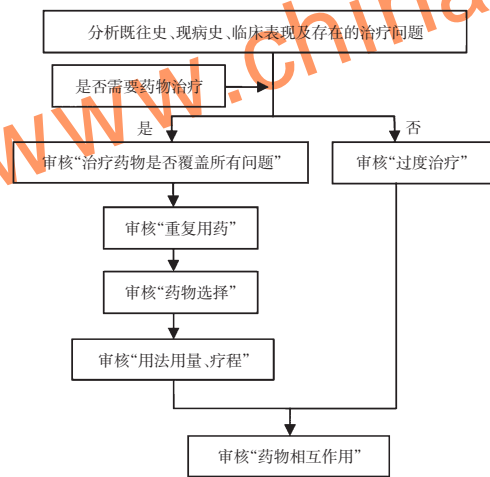 分析既往史、现病史、临床表现及存在的治疗问题
是否需要药物治疗
是
否
审核“治疗药物是否覆盖所有问题”
审核“过度治疗”
审核“重复用药”
审核“药物选择”
审核“用法用量、疗程”
审核“药物相互作用”
www.china